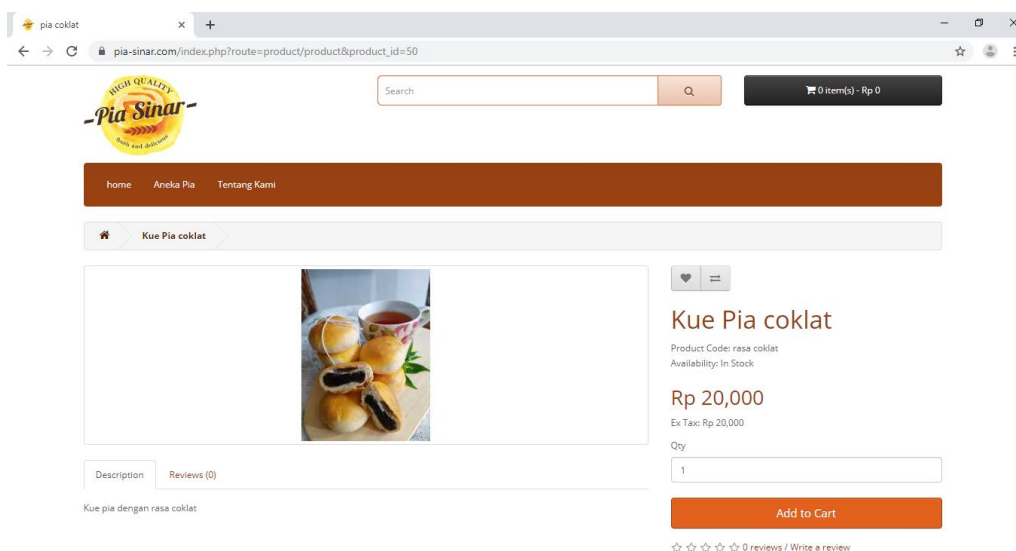 pia coklat
pia-sinar.com/index.php?route=product/product&product_id=50
HIGH QUALITY
Pia Sinar
fresh and delicious
Search
0 item(s) - Rp 0
home Aneka Pia Tentang Kami
Kue Pia coklat
Kue Pia coklat
Product Code: rasa coklat
Availability: In Stock
Rp 20,000
Ex Tax: Rp 20,000
Qty
1
Add to Cart
0 reviews / Write a review
Description Reviews (0)
Kue pia dengan rasa coklat